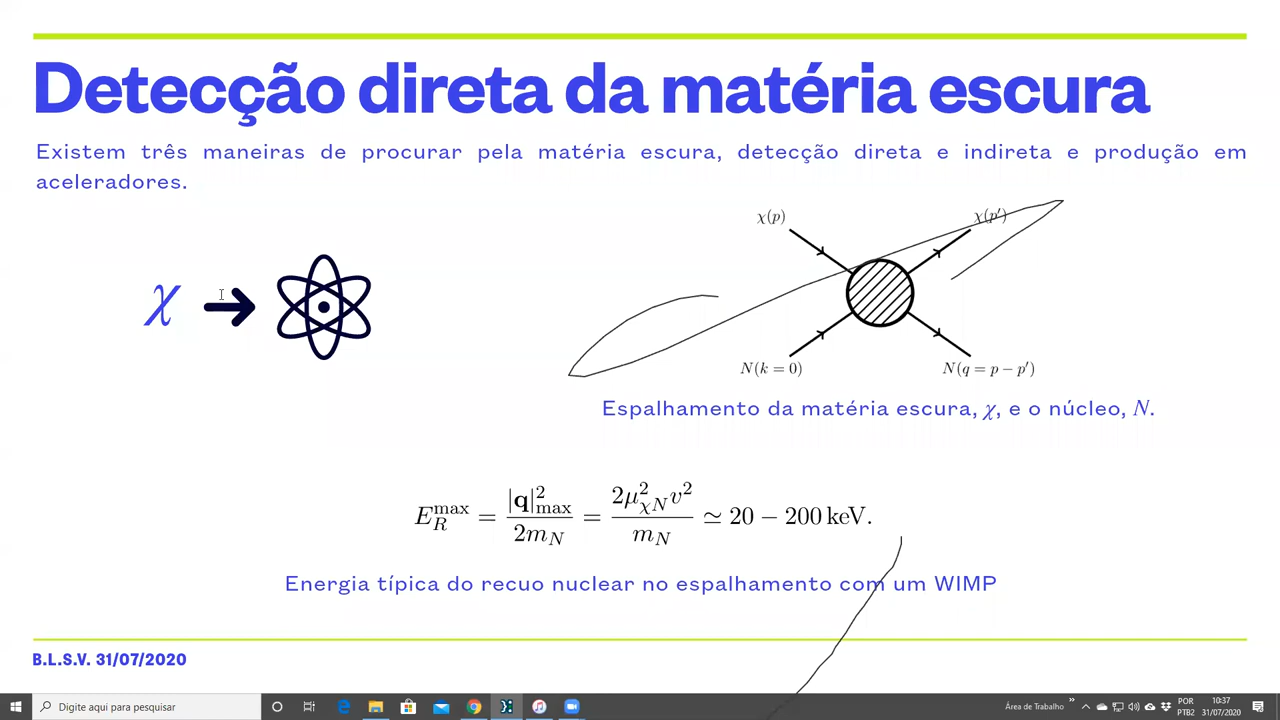 Detecção direta da matéria escura
Existem três maneiras de procurar pela matéria escura, detecção direta e indireta e produção em
aceleradores.
χ(p) χ(p′)
χ
N(k = 0) N(q = p − p′)
Espalhamento da matéria escura, χ, e o núcleo, N.
E_R^max = |q|²_max / 2m_N = 2μ²_χN v² / m_N ≃ 20 − 200 keV.
Energia típica do recuo nuclear no espalhamento com um WIMP
B.L.S.V. 31/07/2020
Digite aqui para pesquisar
Área de Trabalho
POR
PTB2
10:37
31/07/2020